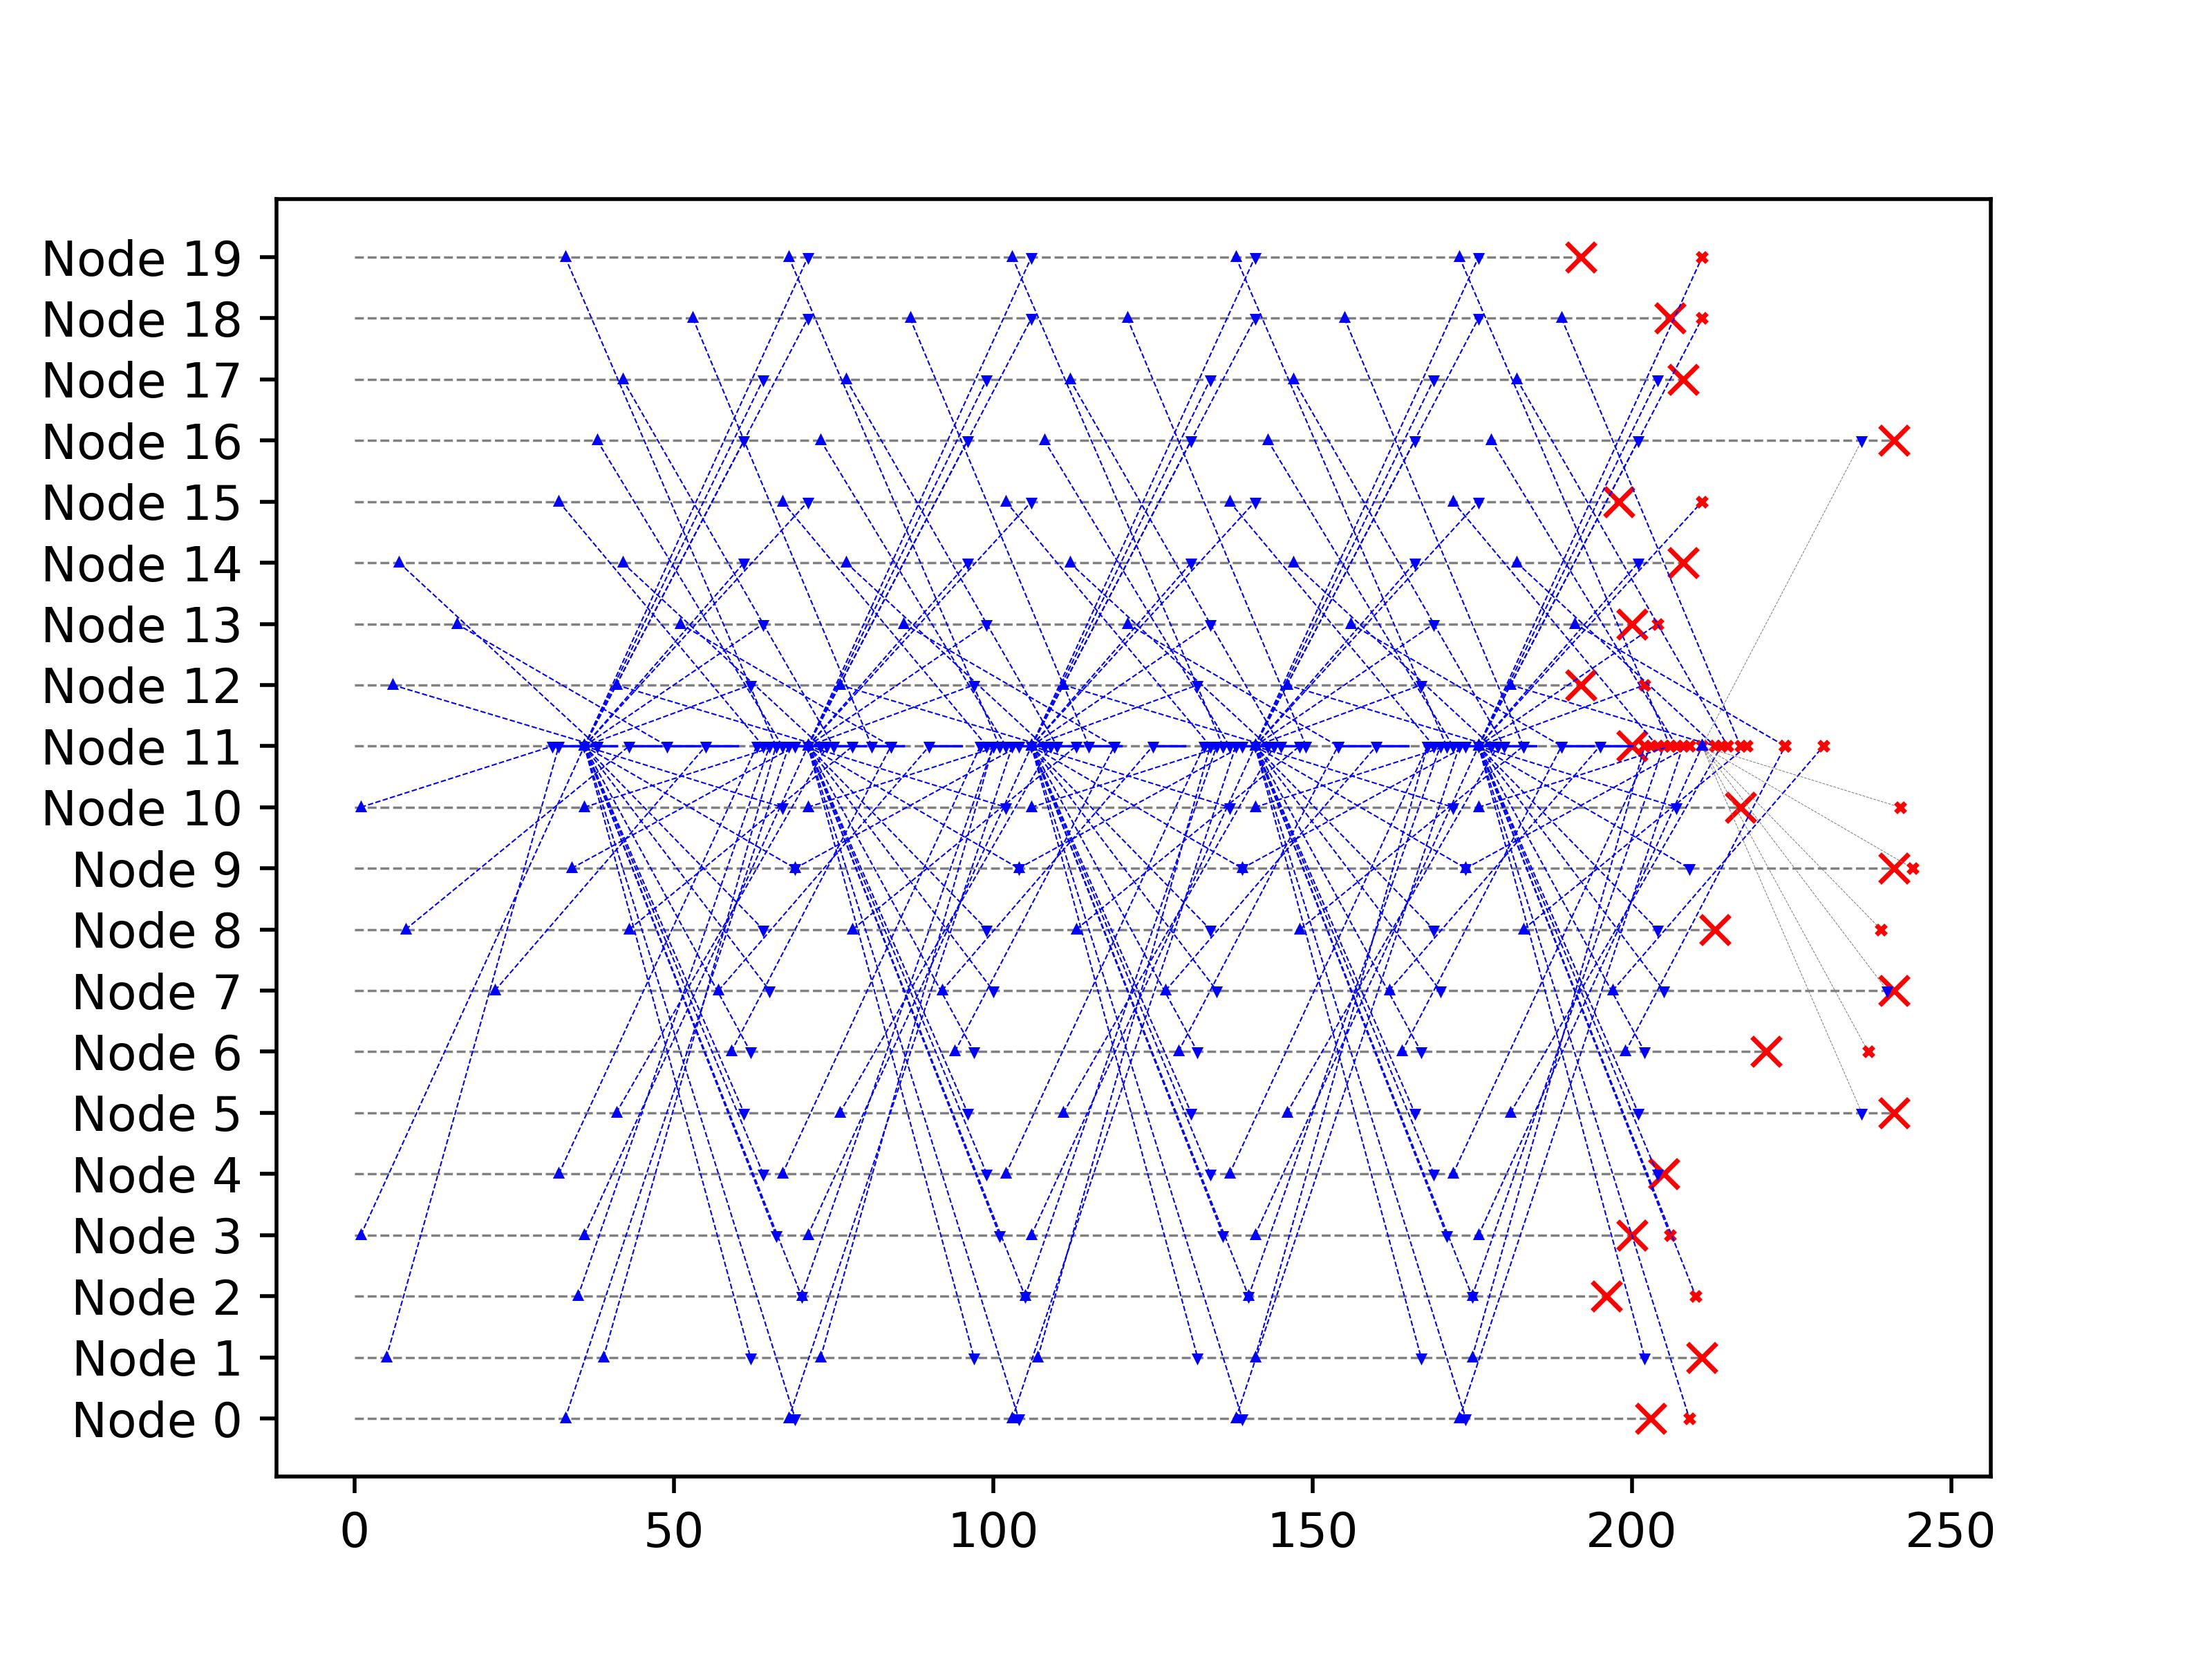 Node 19
Node 18
Node 17
Node 16
Node 15
Node 14
Node 13
Node 12
Node 11
Node 10
Node 9
Node 8
Node 7
Node 6
Node 5
Node 4
Node 3
Node 2
Node 1
Node 0
0 50 100 150 200 250